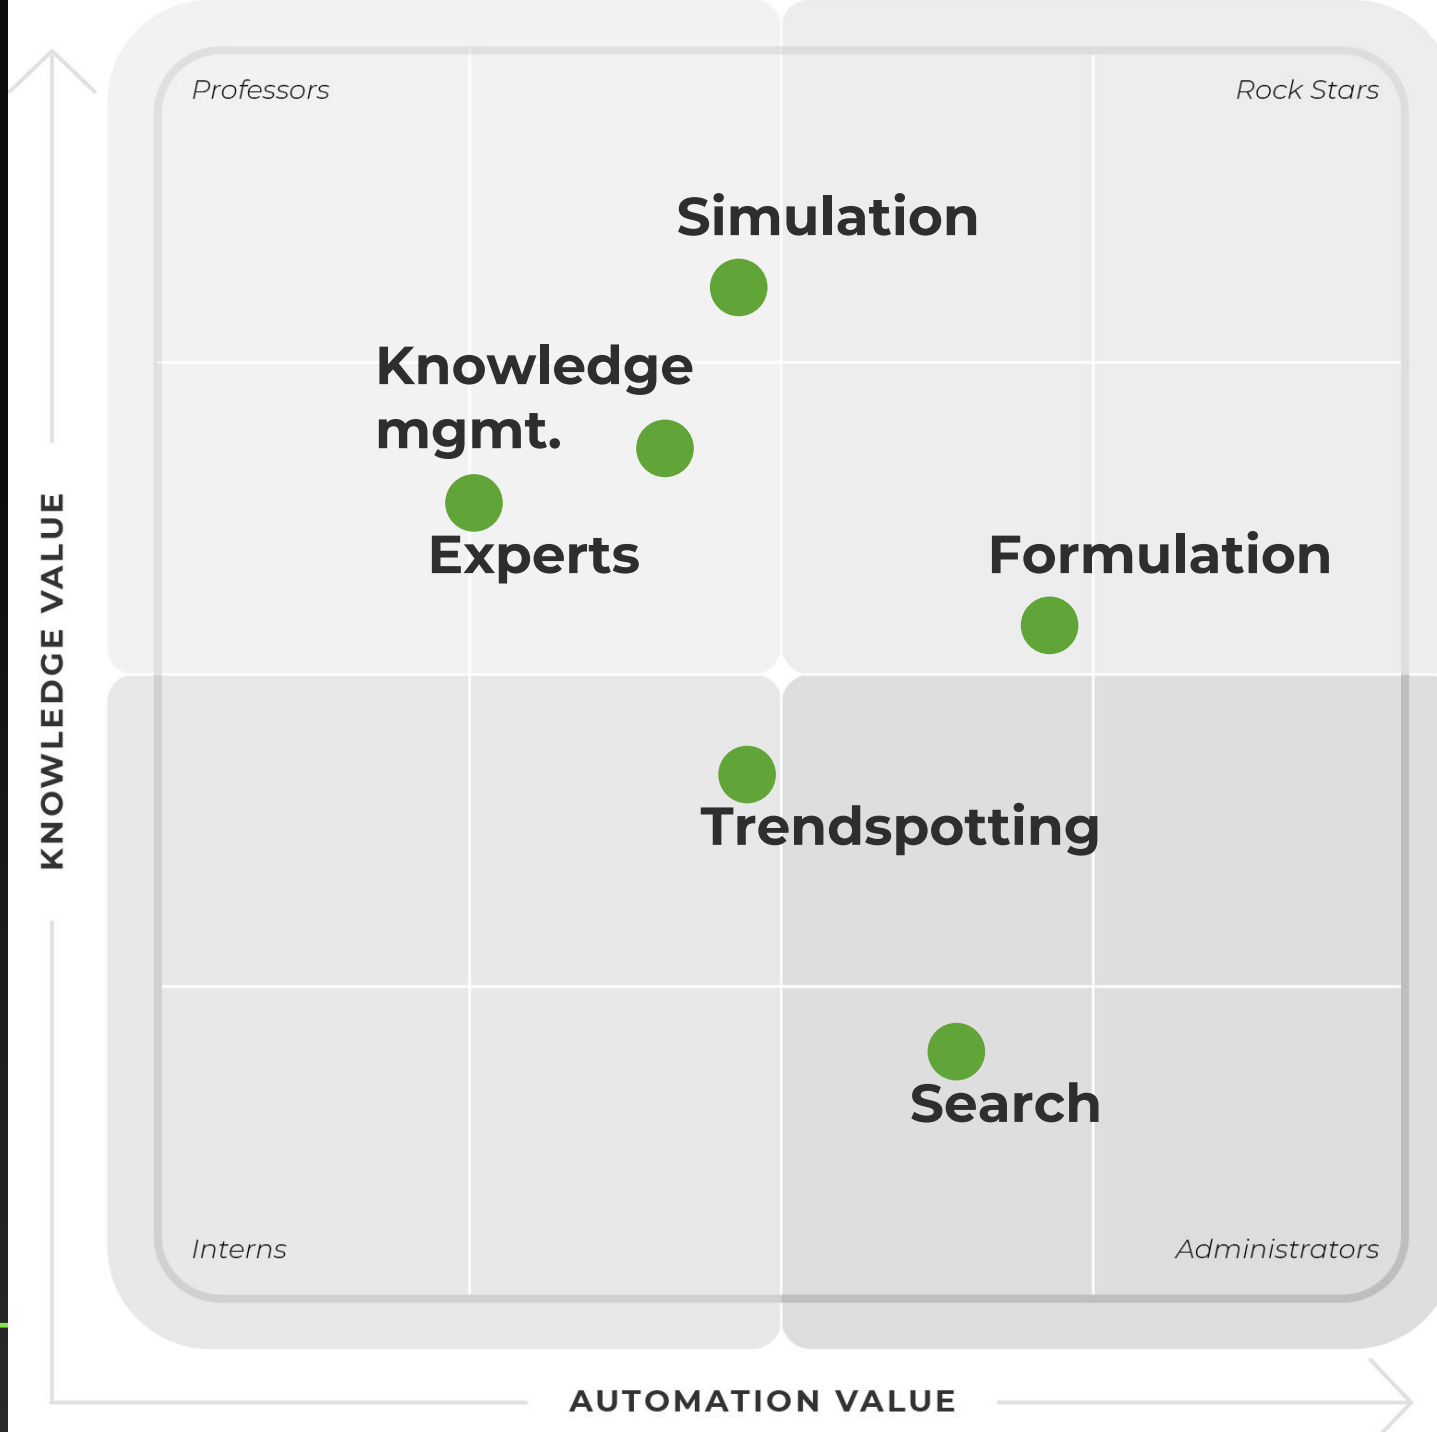 Professors
Rock Stars
Simulation
Knowledge
mgmt.
Experts
Formulation
Trendspotting
Search
Interns
Administrators
KNOWLEDGE VALUE
AUTOMATION VALUE